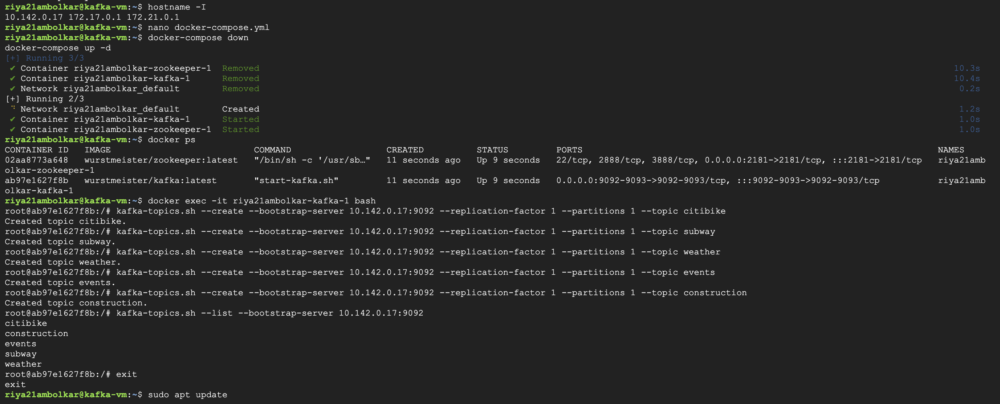 riya21ambolkar@kafka-vm:~$ hostname -I
10.142.0.17 172.17.0.1 172.21.0.1
riya21ambolkar@kafka-vm:~$ nano docker-compose.yml
riya21ambolkar@kafka-vm:~$ docker-compose down
docker-compose up -d
[+] Running 3/3
 ✔ Container riya21ambolkar-zookeeper-1  Removed 10.3s
 ✔ Container riya21ambolkar-kafka-1      Removed 10.4s
 ✔ Network riya21ambolkar_default        Removed 0.2s
[+] Running 2/3
 ⠙ Network riya21ambolkar_default        Created 1.2s
 ✔ Container riya21ambolkar-kafka-1      Started 1.0s
 ✔ Container riya21ambolkar-zookeeper-1  Started 1.0s
riya21ambolkar@kafka-vm:~$ docker ps
CONTAINER ID   IMAGE                           COMMAND                  CREATED          STATUS         PORTS                                                                NAMES
02aa8773a648   wurstmeister/zookeeper:latest   "/bin/sh -c '/usr/sb…"   11 seconds ago   Up 9 seconds   22/tcp, 2888/tcp, 3888/tcp, 0.0.0.0:2181->2181/tcp, :::2181->2181/tcp   riya21amb
olkar-zookeeper-1
ab97e1627f8b   wurstmeister/kafka:latest       "start-kafka.sh"         11 seconds ago   Up 9 seconds   0.0.0.0:9092-9093->9092-9093/tcp, :::9092-9093->9092-9093/tcp           riya21amb
olkar-kafka-1
riya21ambolkar@kafka-vm:~$ docker exec -it riya21ambolkar-kafka-1 bash
root@ab97e1627f8b:/# kafka-topics.sh --create --bootstrap-server 10.142.0.17:9092 --replication-factor 1 --partitions 1 --topic citibike
Created topic citibike.
root@ab97e1627f8b:/# kafka-topics.sh --create --bootstrap-server 10.142.0.17:9092 --replication-factor 1 --partitions 1 --topic subway
Created topic subway.
root@ab97e1627f8b:/# kafka-topics.sh --create --bootstrap-server 10.142.0.17:9092 --replication-factor 1 --partitions 1 --topic weather
Created topic weather.
root@ab97e1627f8b:/# kafka-topics.sh --create --bootstrap-server 10.142.0.17:9092 --replication-factor 1 --partitions 1 --topic events
Created topic events.
root@ab97e1627f8b:/# kafka-topics.sh --create --bootstrap-server 10.142.0.17:9092 --replication-factor 1 --partitions 1 --topic construction
Created topic construction.
root@ab97e1627f8b:/# kafka-topics.sh --list --bootstrap-server 10.142.0.17:9092
citibike
construction
events
subway
weather
root@ab97e1627f8b:/# exit
exit
riya21ambolkar@kafka-vm:~$ sudo apt update